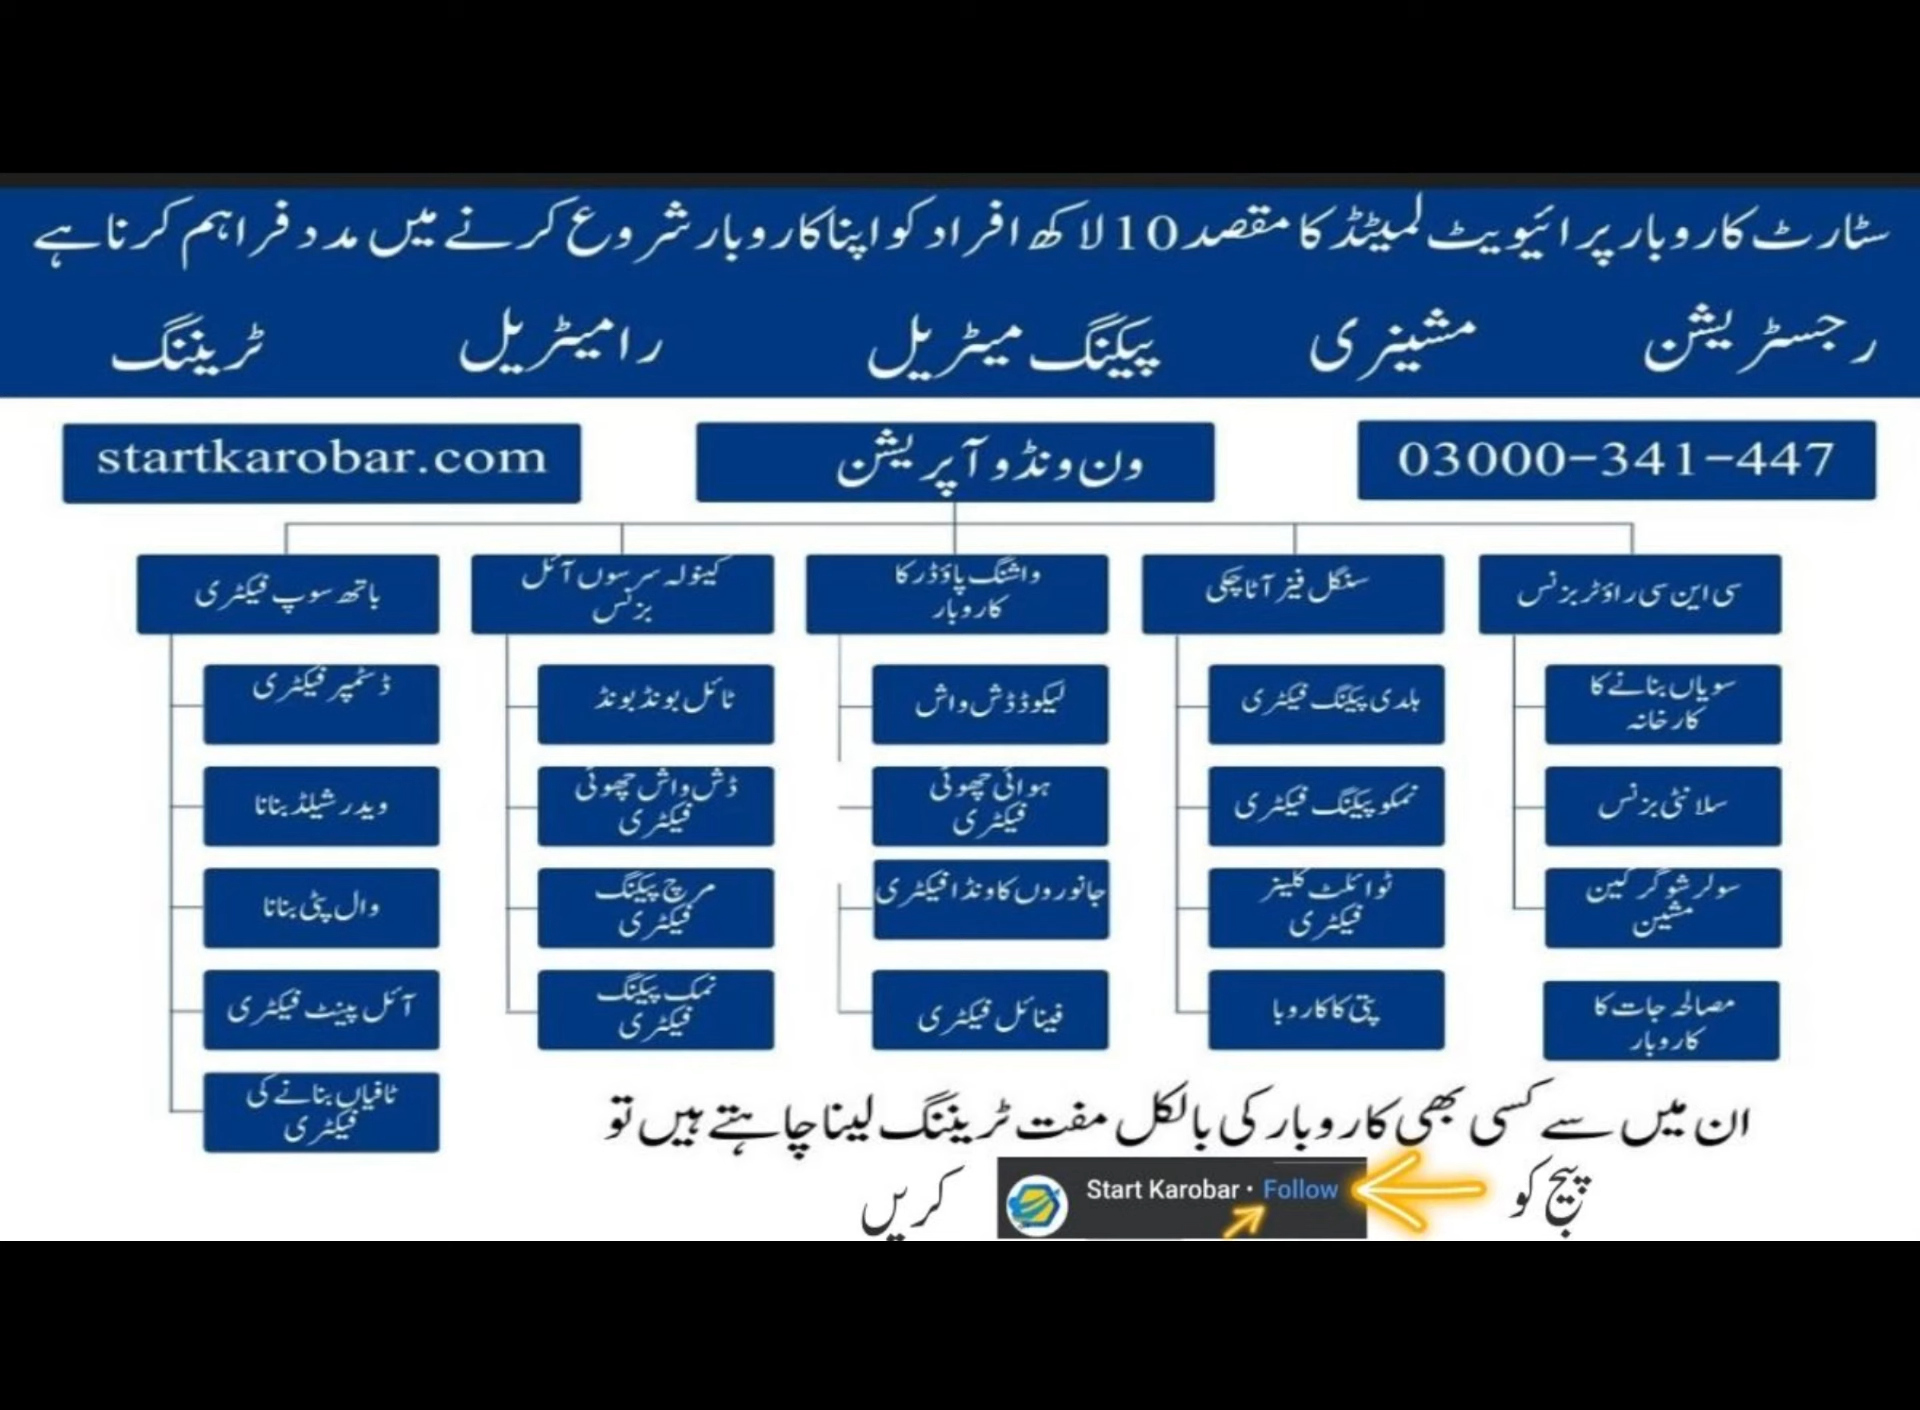 سٹارٹ کاروبار پرائیویٹ لمیٹڈ کا مقصد 10 لاکھ افراد کو اپنا کاروبار شروع کرنے میں مدد فراہم کرنا ہے
رجسٹریشن مشینری پیکنگ میٹریل رامیٹریل ٹریننگ
03000-341-447
ون ونڈو آپریشن
startkarobar.com
سی این سی راؤٹر بزنس
سویاں بنانے کا
کارخانہ
سلانٹی بزنس
سولر شوگر کین
مشین
مصالحہ جات کا
کاروبار
سنگل فیز آٹا چکی
ہلدی پیکنگ فیکٹری
نمکو پیکنگ فیکٹری
ٹوائلٹ کلینر
فیکٹری
پتی کا کاروبا
واشنگ پاؤڈر کا
کاروبار
لیکوڈ ڈش واش
ہوائی چھوٹی
فیکٹری
جانوروں کا ونڈا فیکٹری
فینائل فیکٹری
کینولہ سرسوں آئل
بزنس
ٹائل بونڈ بونڈ
ڈش واش چھوٹی
فیکٹری
مرچ پیکنگ
فیکٹری
نمک پیکنگ
فیکٹری
باتھ سوپ فیکٹری
ڈسٹمپر فیکٹری
ویدر شیلڈ بنانا
وال پٹی بنانا
آئل پینٹ فیکٹری
ٹافیاں بنانے کی
فیکٹری
ان میں سے کسی بھی کاروبار کی بالکل مفت ٹریننگ لینا چاہتے ہیں تو
پیج کو Start Karobar · Follow کریں